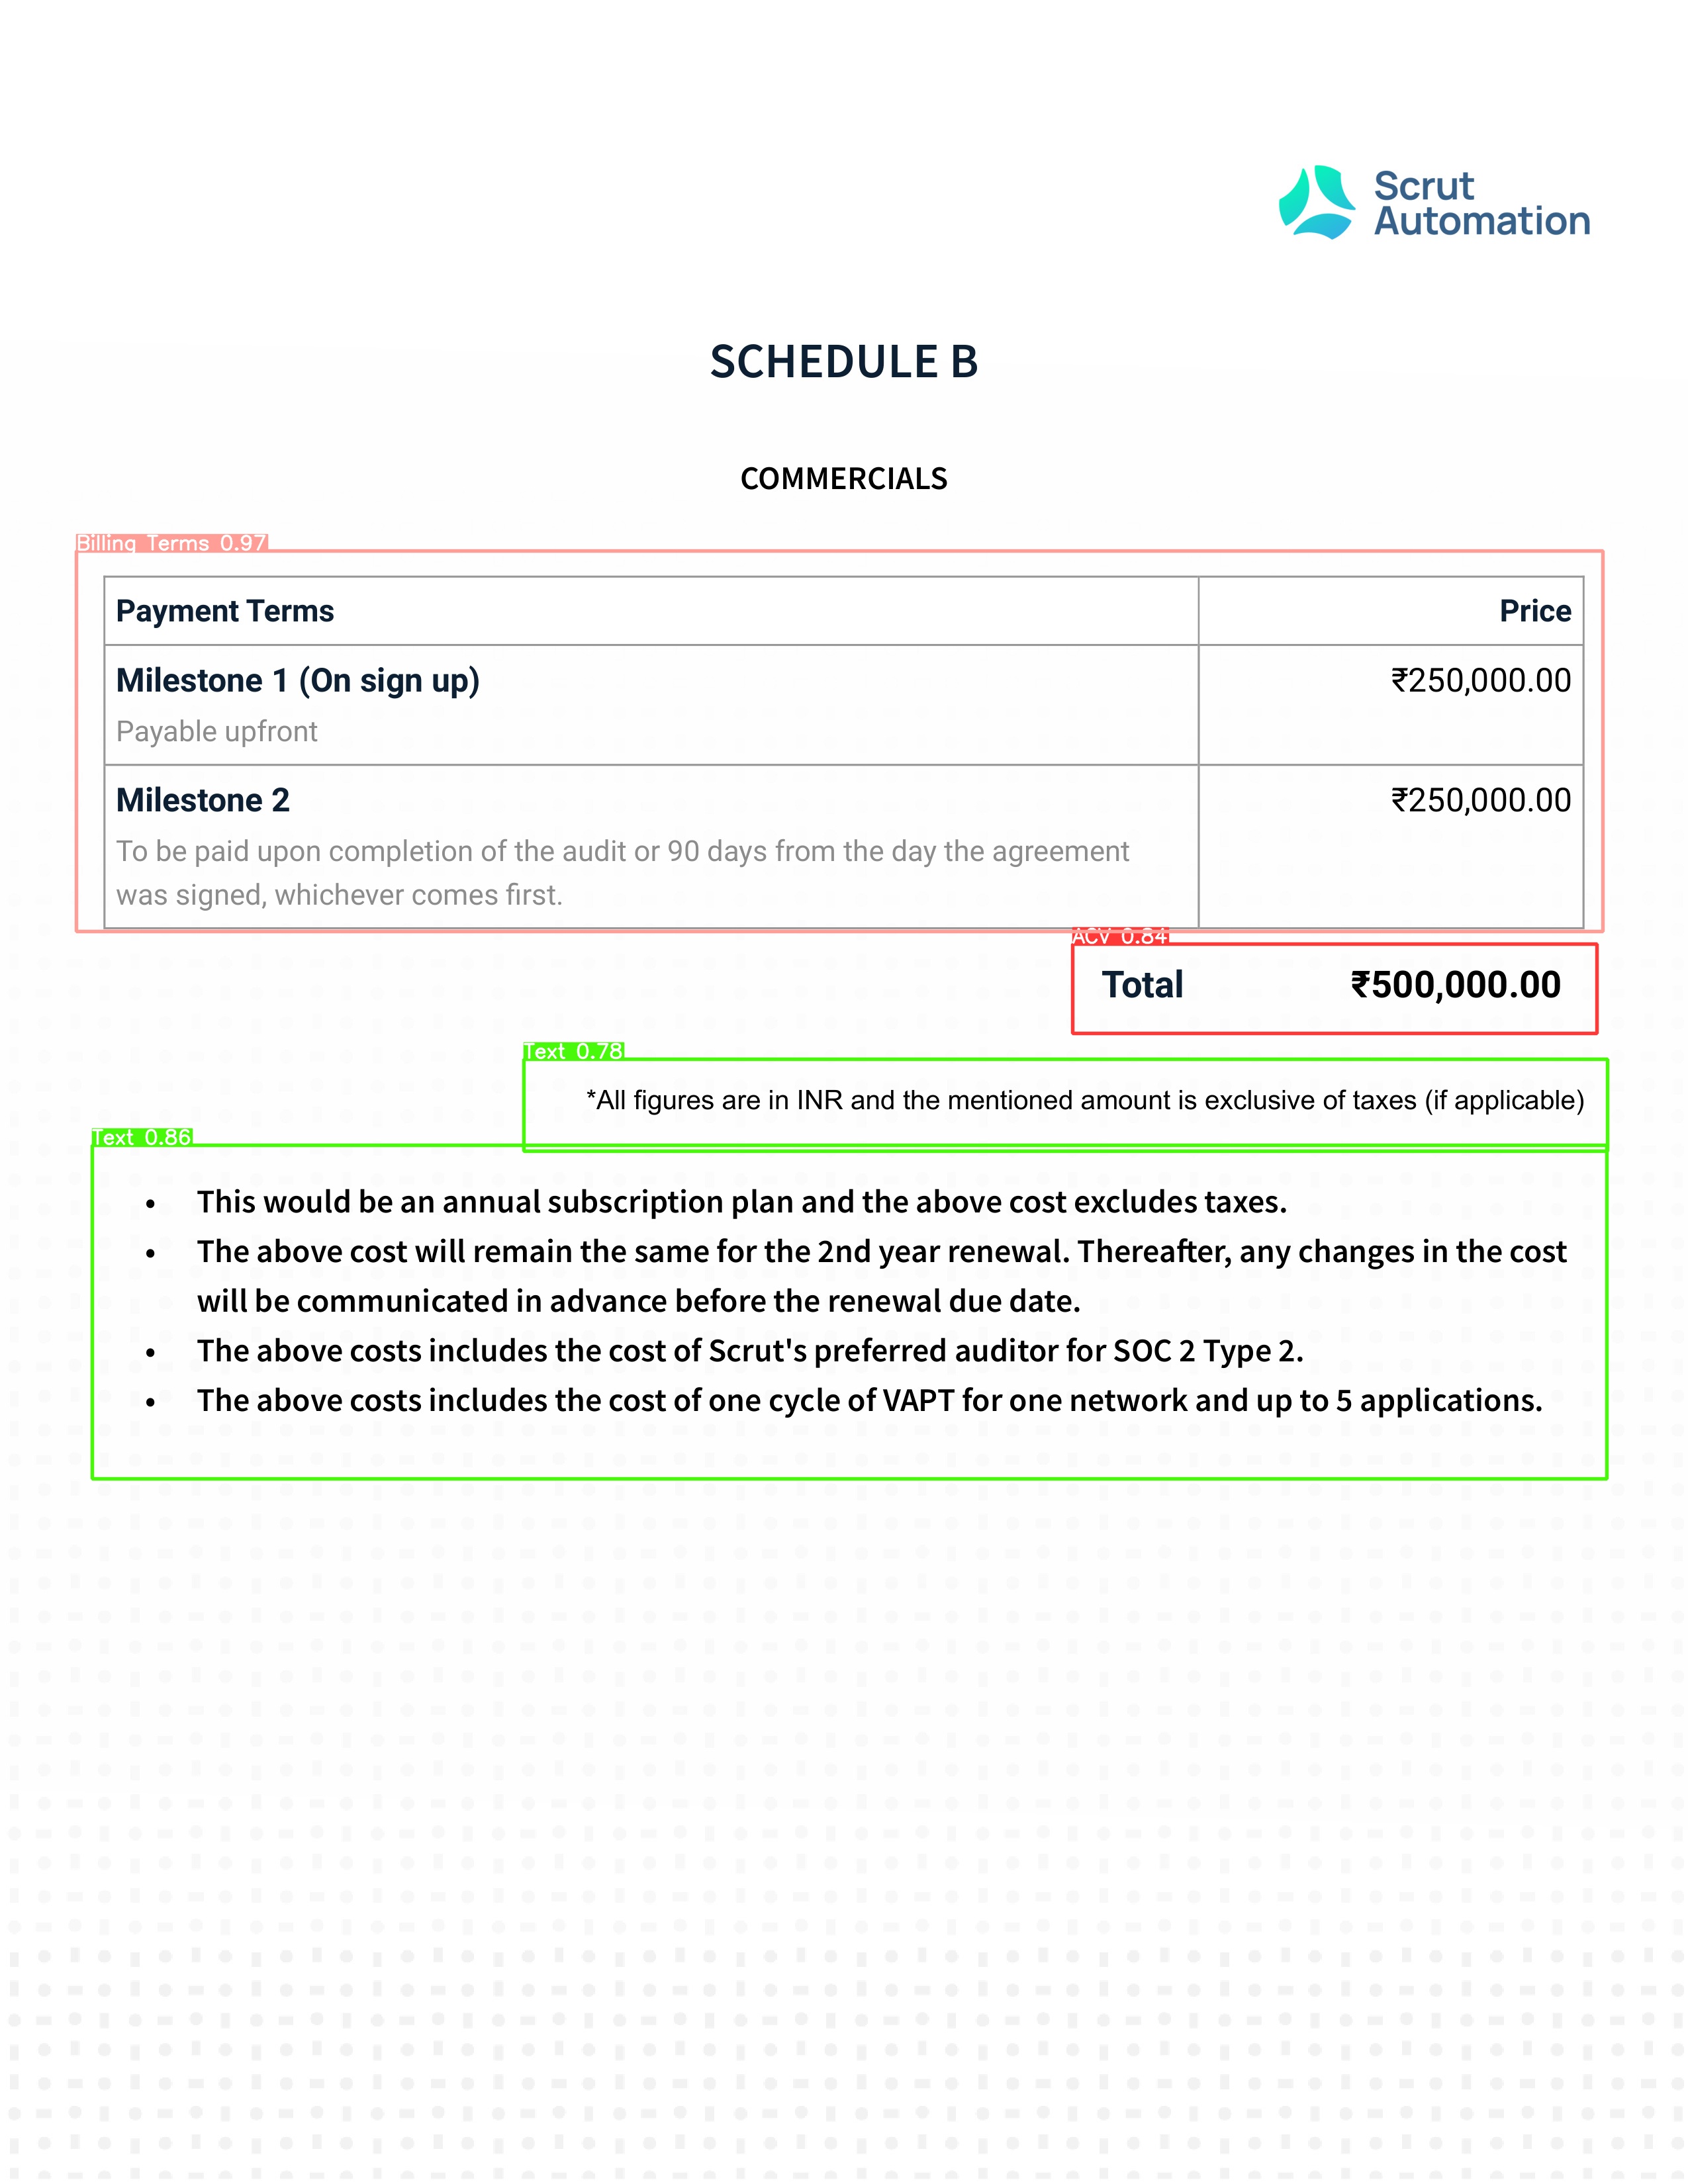 Scrut
Automation
SCHEDULE B
COMMERCIALS
Billing Terms 0.97
Payment Terms Price
Milestone 1 (On sign up) ₹250,000.00
Payable upfront
Milestone 2 ₹250,000.00
To be paid upon completion of the audit or 90 days from the day the agreement
was signed, whichever comes first.
ACV 0.84
Total ₹500,000.00
Text 0.78
*All figures are in INR and the mentioned amount is exclusive of taxes (if applicable)
Text 0.86
• This would be an annual subscription plan and the above cost excludes taxes.
• The above cost will remain the same for the 2nd year renewal. Thereafter, any changes in the cost
will be communicated in advance before the renewal due date.
• The above costs includes the cost of Scrut's preferred auditor for SOC 2 Type 2.
• The above costs includes the cost of one cycle of VAPT for one network and up to 5 applications.